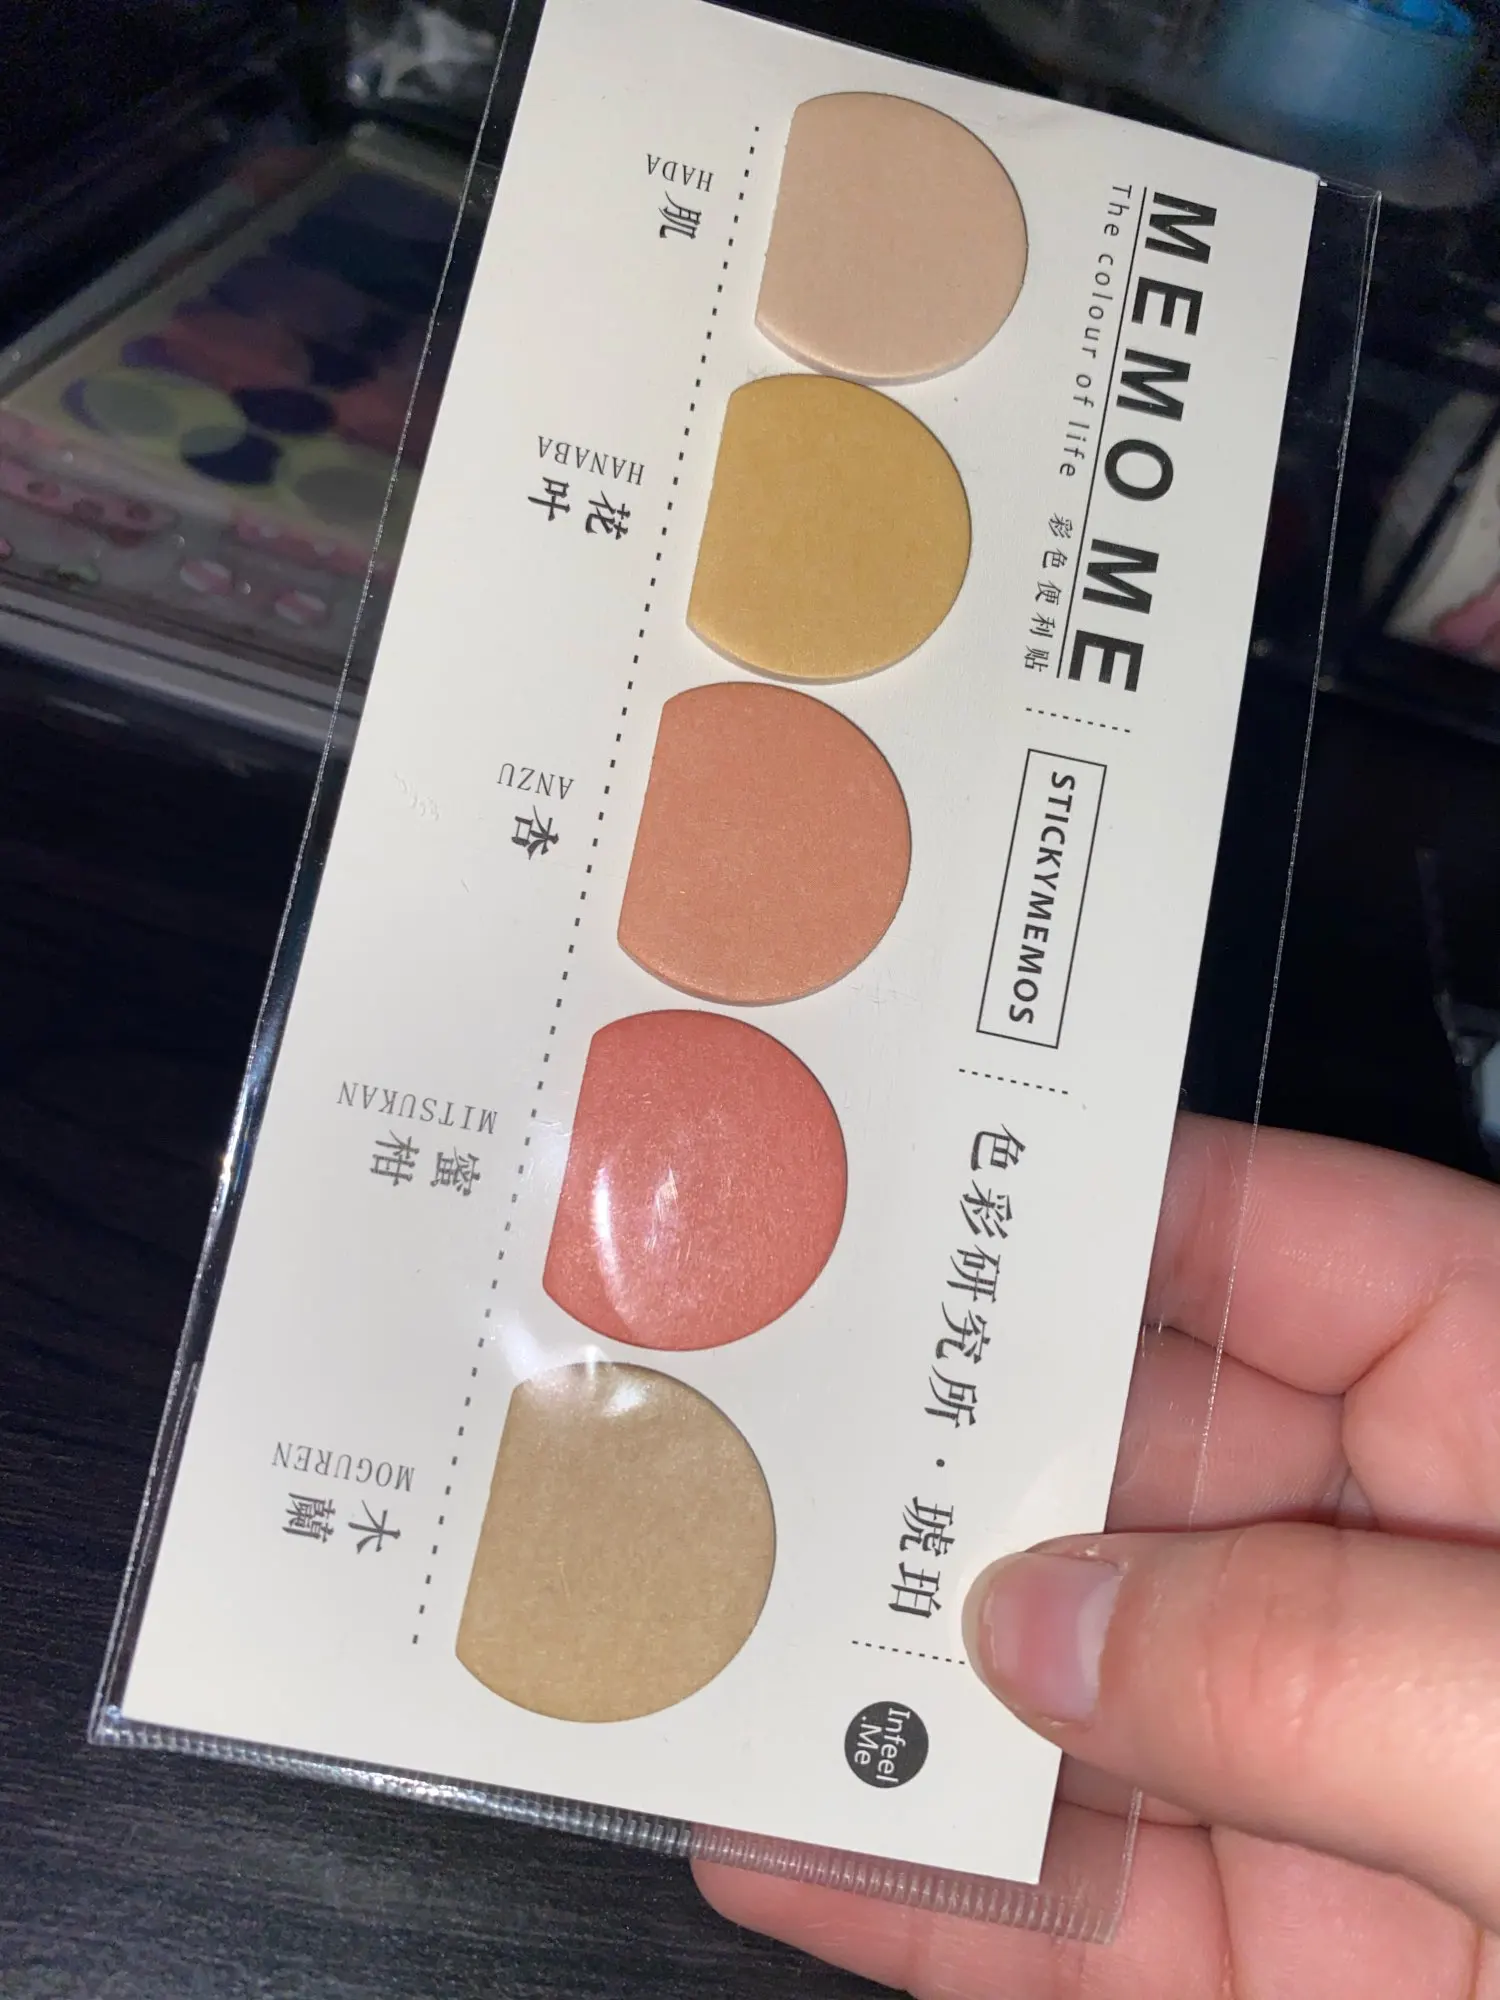 MEMO ME
The colour of life 彩色便利贴
STICKYMEMOS
色彩研究所・琥珀
Infeel
.Me
HADA
肌
HANABA
花叶
ANZU
杏
MITSUKAN
蜜柑
MOGUREN
木蘭